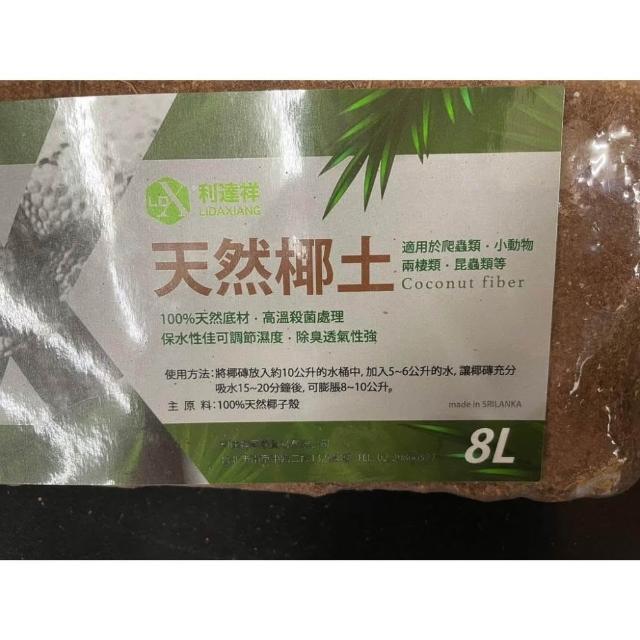 LDX
利達祥
LIDAXIANG
天然椰土
適用於爬蟲類・小動物
兩棲類・昆蟲類等
Coconut fiber
100%天然底材・高溫殺菌處理
保水性佳可調節濕度・除臭透氣性強
使用方法:將椰磚放入約10公升的水桶中,加入5~6公升的水,讓椰磚充分
吸水15~20分鐘後,可膨脹8~10公升。
主 原 料:100%天然椰子殼
made in SRILANKA
TEL: 02
8L